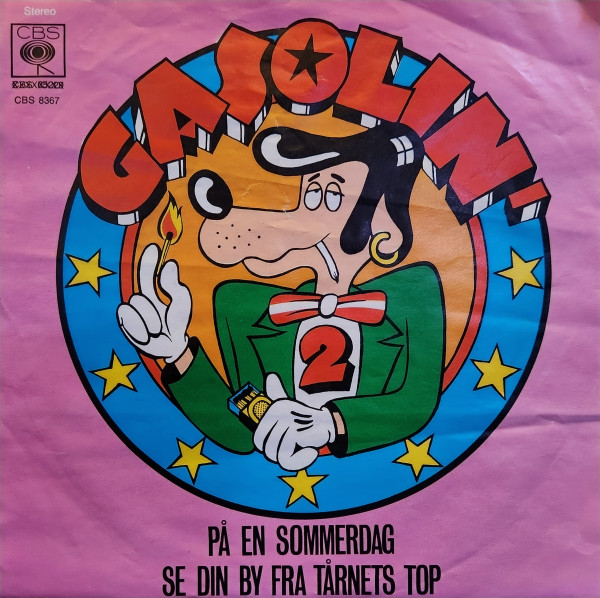 Stereo
CBS
CBS 8367
GASOLIN'
2
PÅ EN SOMMERDAG
SE DIN BY FRA TÅRNETS TOP